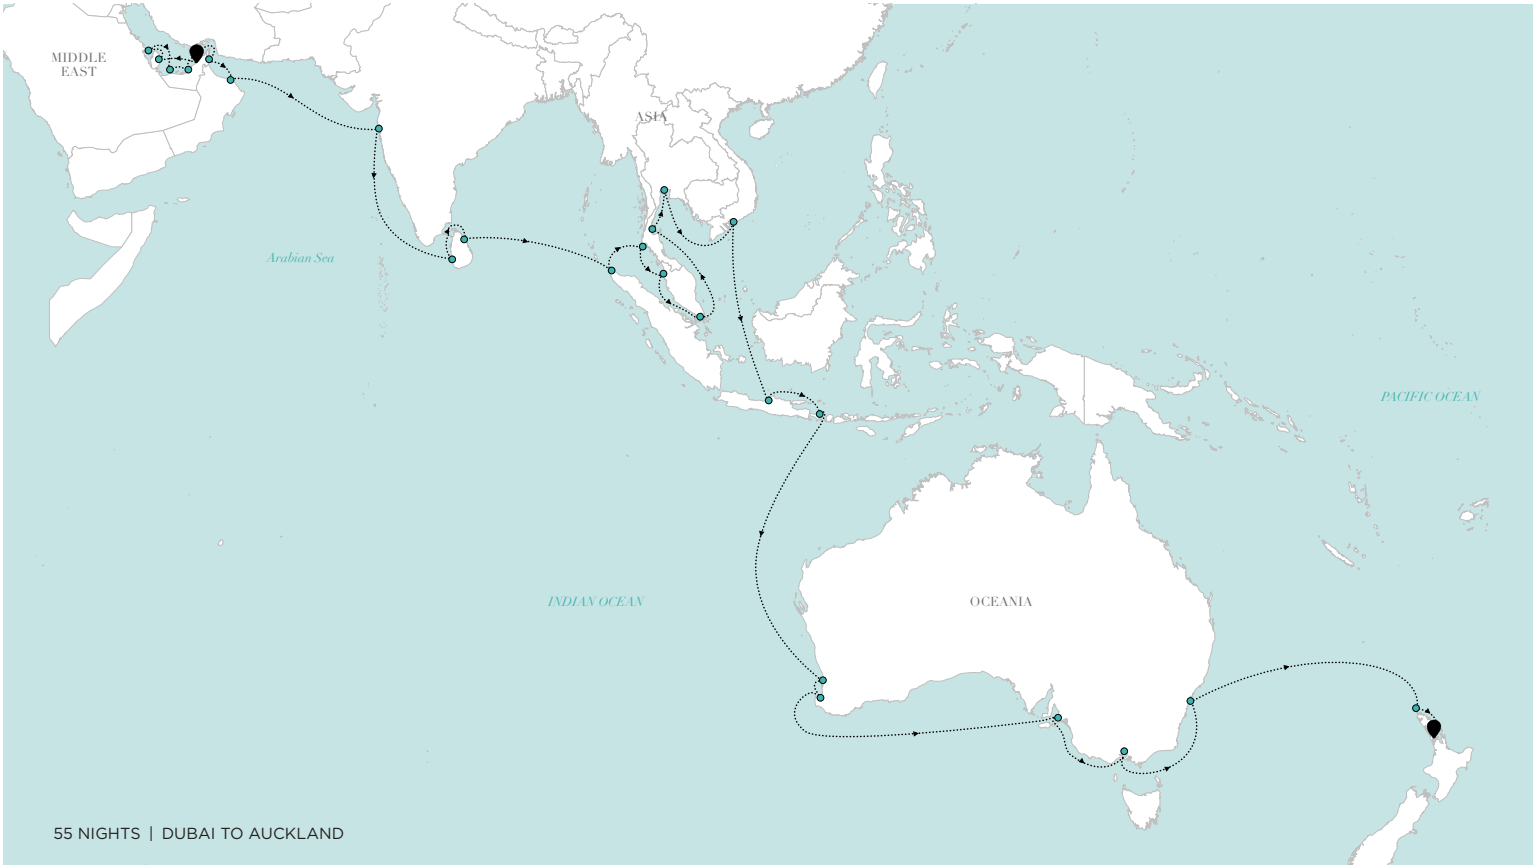 MIDDLE
EAST
ASIA
Arabian Sea
PACIFIC OCEAN
INDIAN OCEAN
OCEANIA
55 NIGHTS | DUBAI TO AUCKLAND